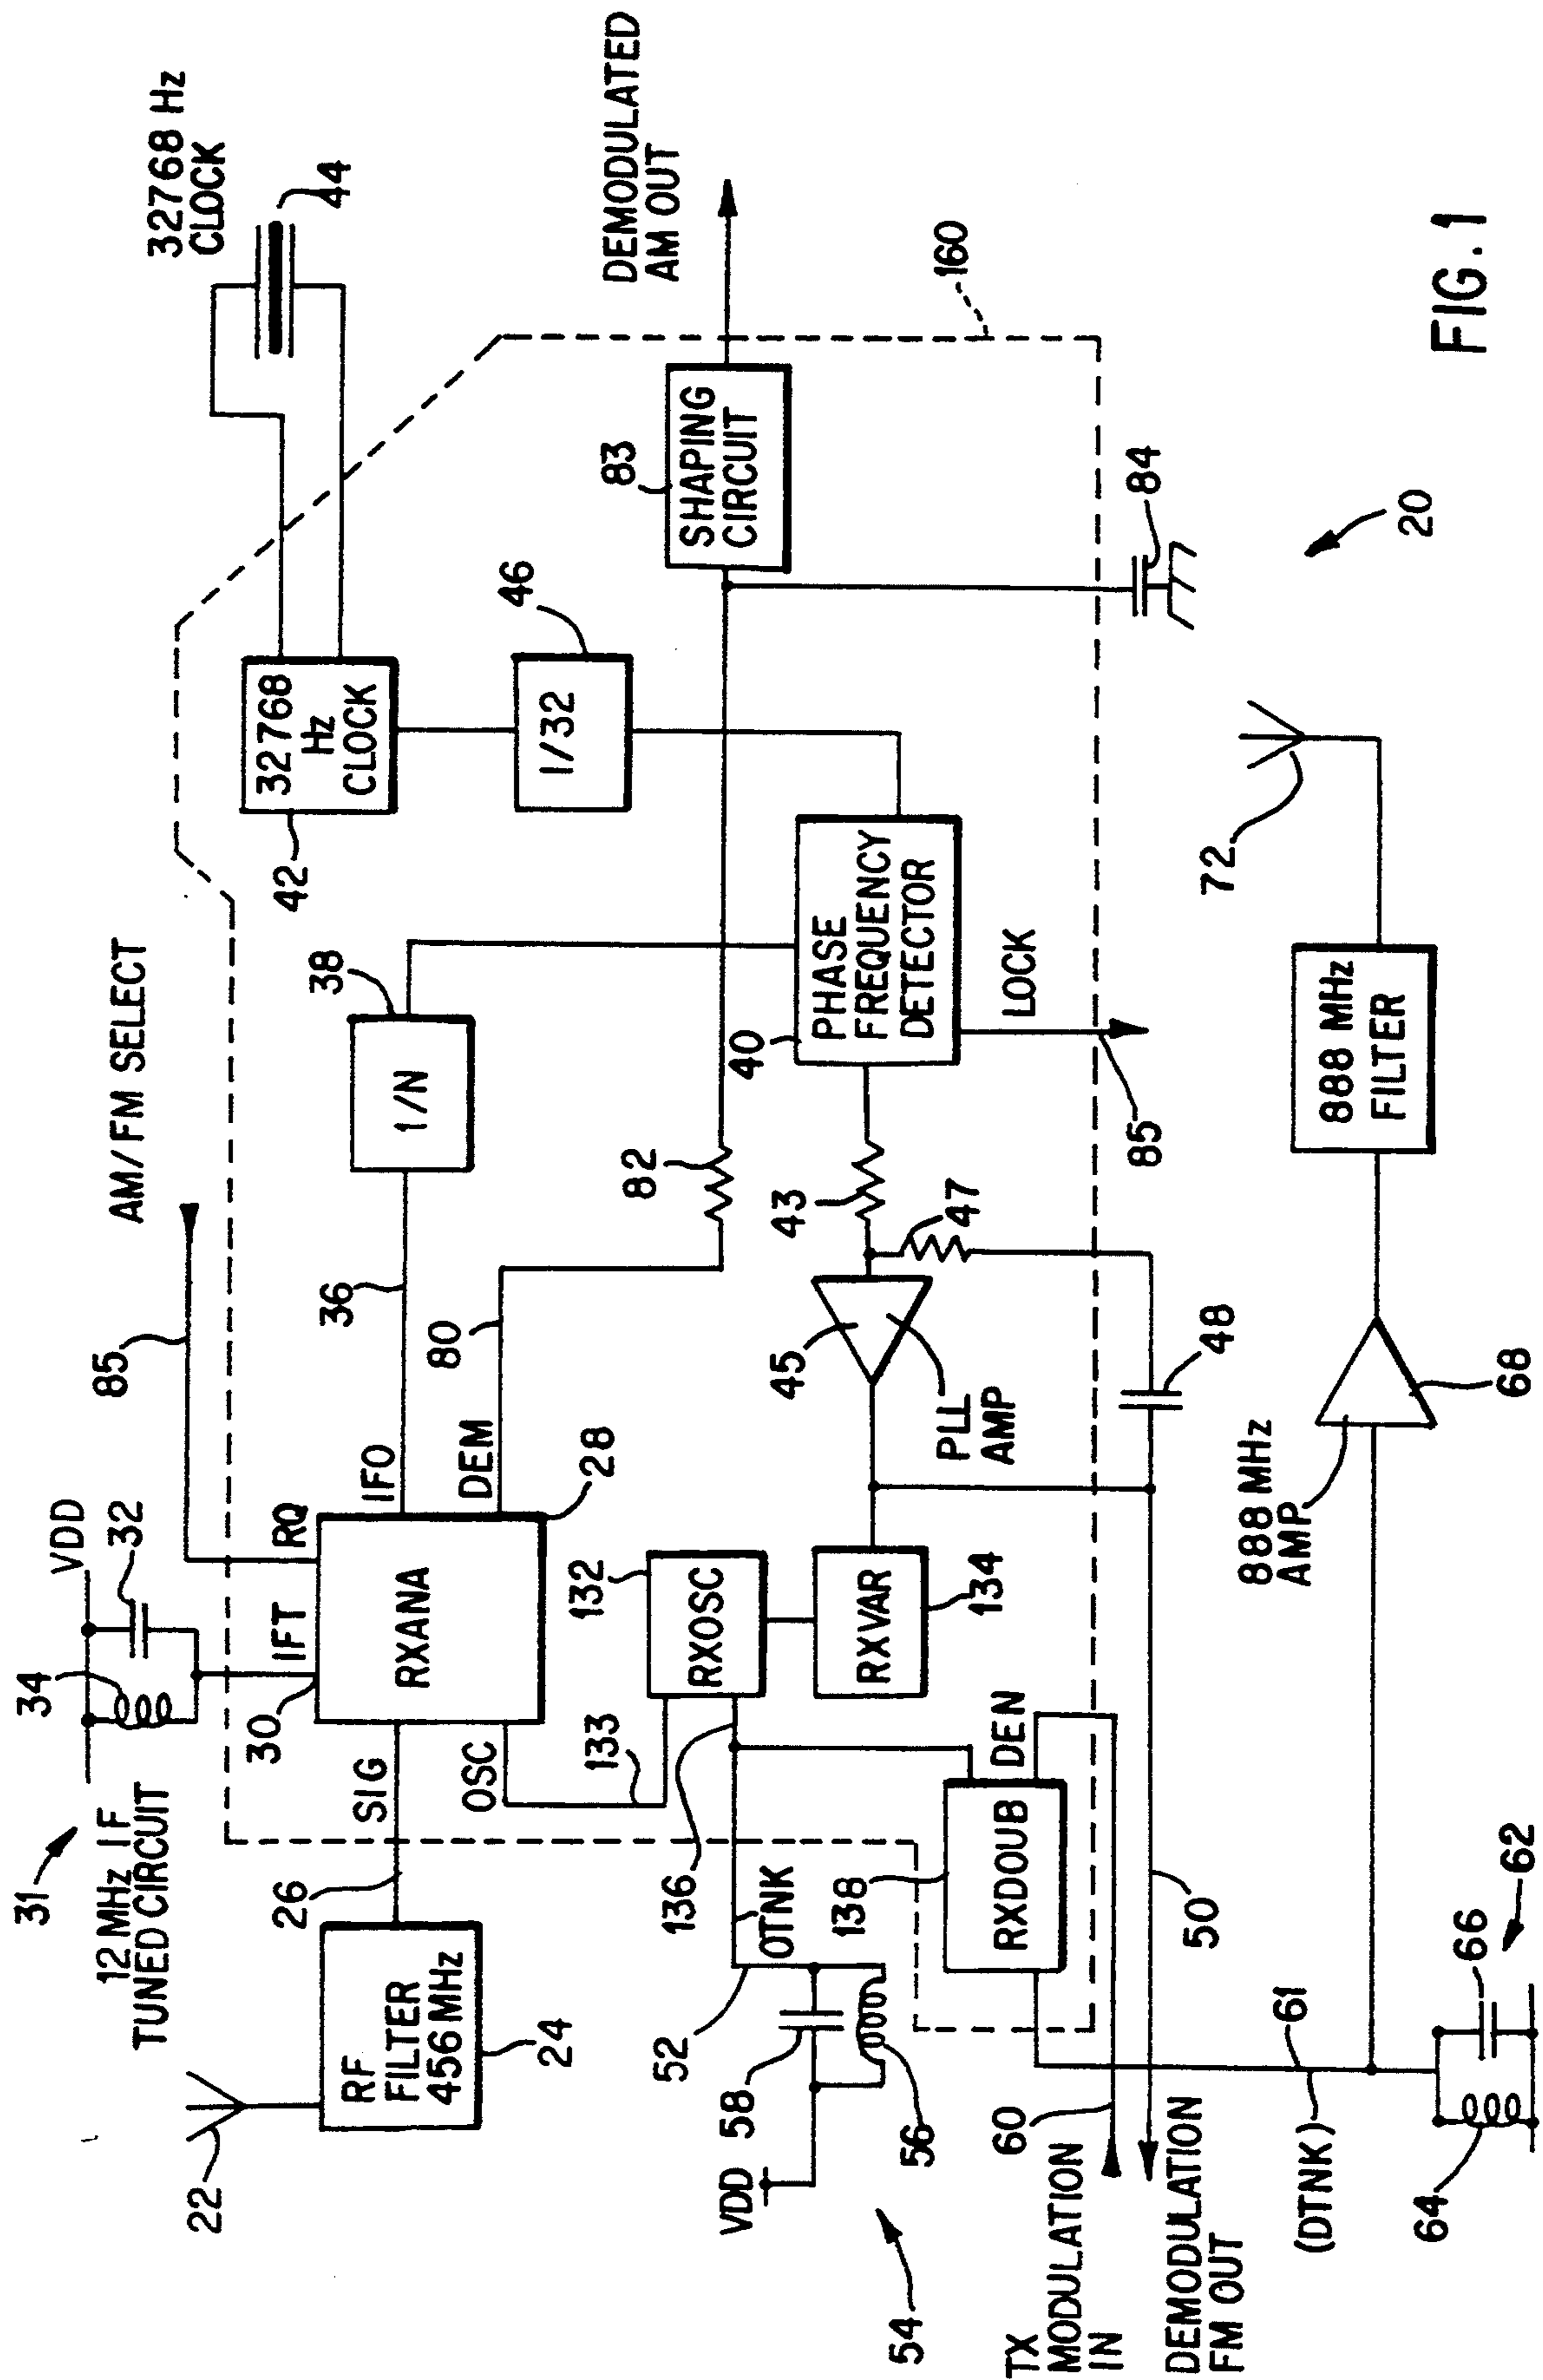 31
12 MHz IF
TUNED CIRCUIT
34
VDD
32
85
AM/FM SELECT
32768 Hz
CLOCK
44
22
RF
FILTER
456 MHz
24
26
SIG
30
IFT
RQ
RXANA
OSC
IFO
DEM
28
36
80
1/N
38
42
32768
Hz
CLOCK
1/32
46
82
83
SHAPING
CIRCUIT
DEMODULATED
AM OUT
160
84
133
132
RXOSC
136
OTNK
52
58
56
VDD
54
RXVAR
134
45
PLL
AMP
43
47
40
PHASE
FREQUENCY
DETECTOR
LOCK
85
48
138
RXDOUB
DEN
60
50
TX
MODULATION
IN
DEMODULATION
FM OUT
61
(DTNK)
64
66
62
888 MHz
AMP
68
888 MHz
FILTER
72
20
FIG. 1